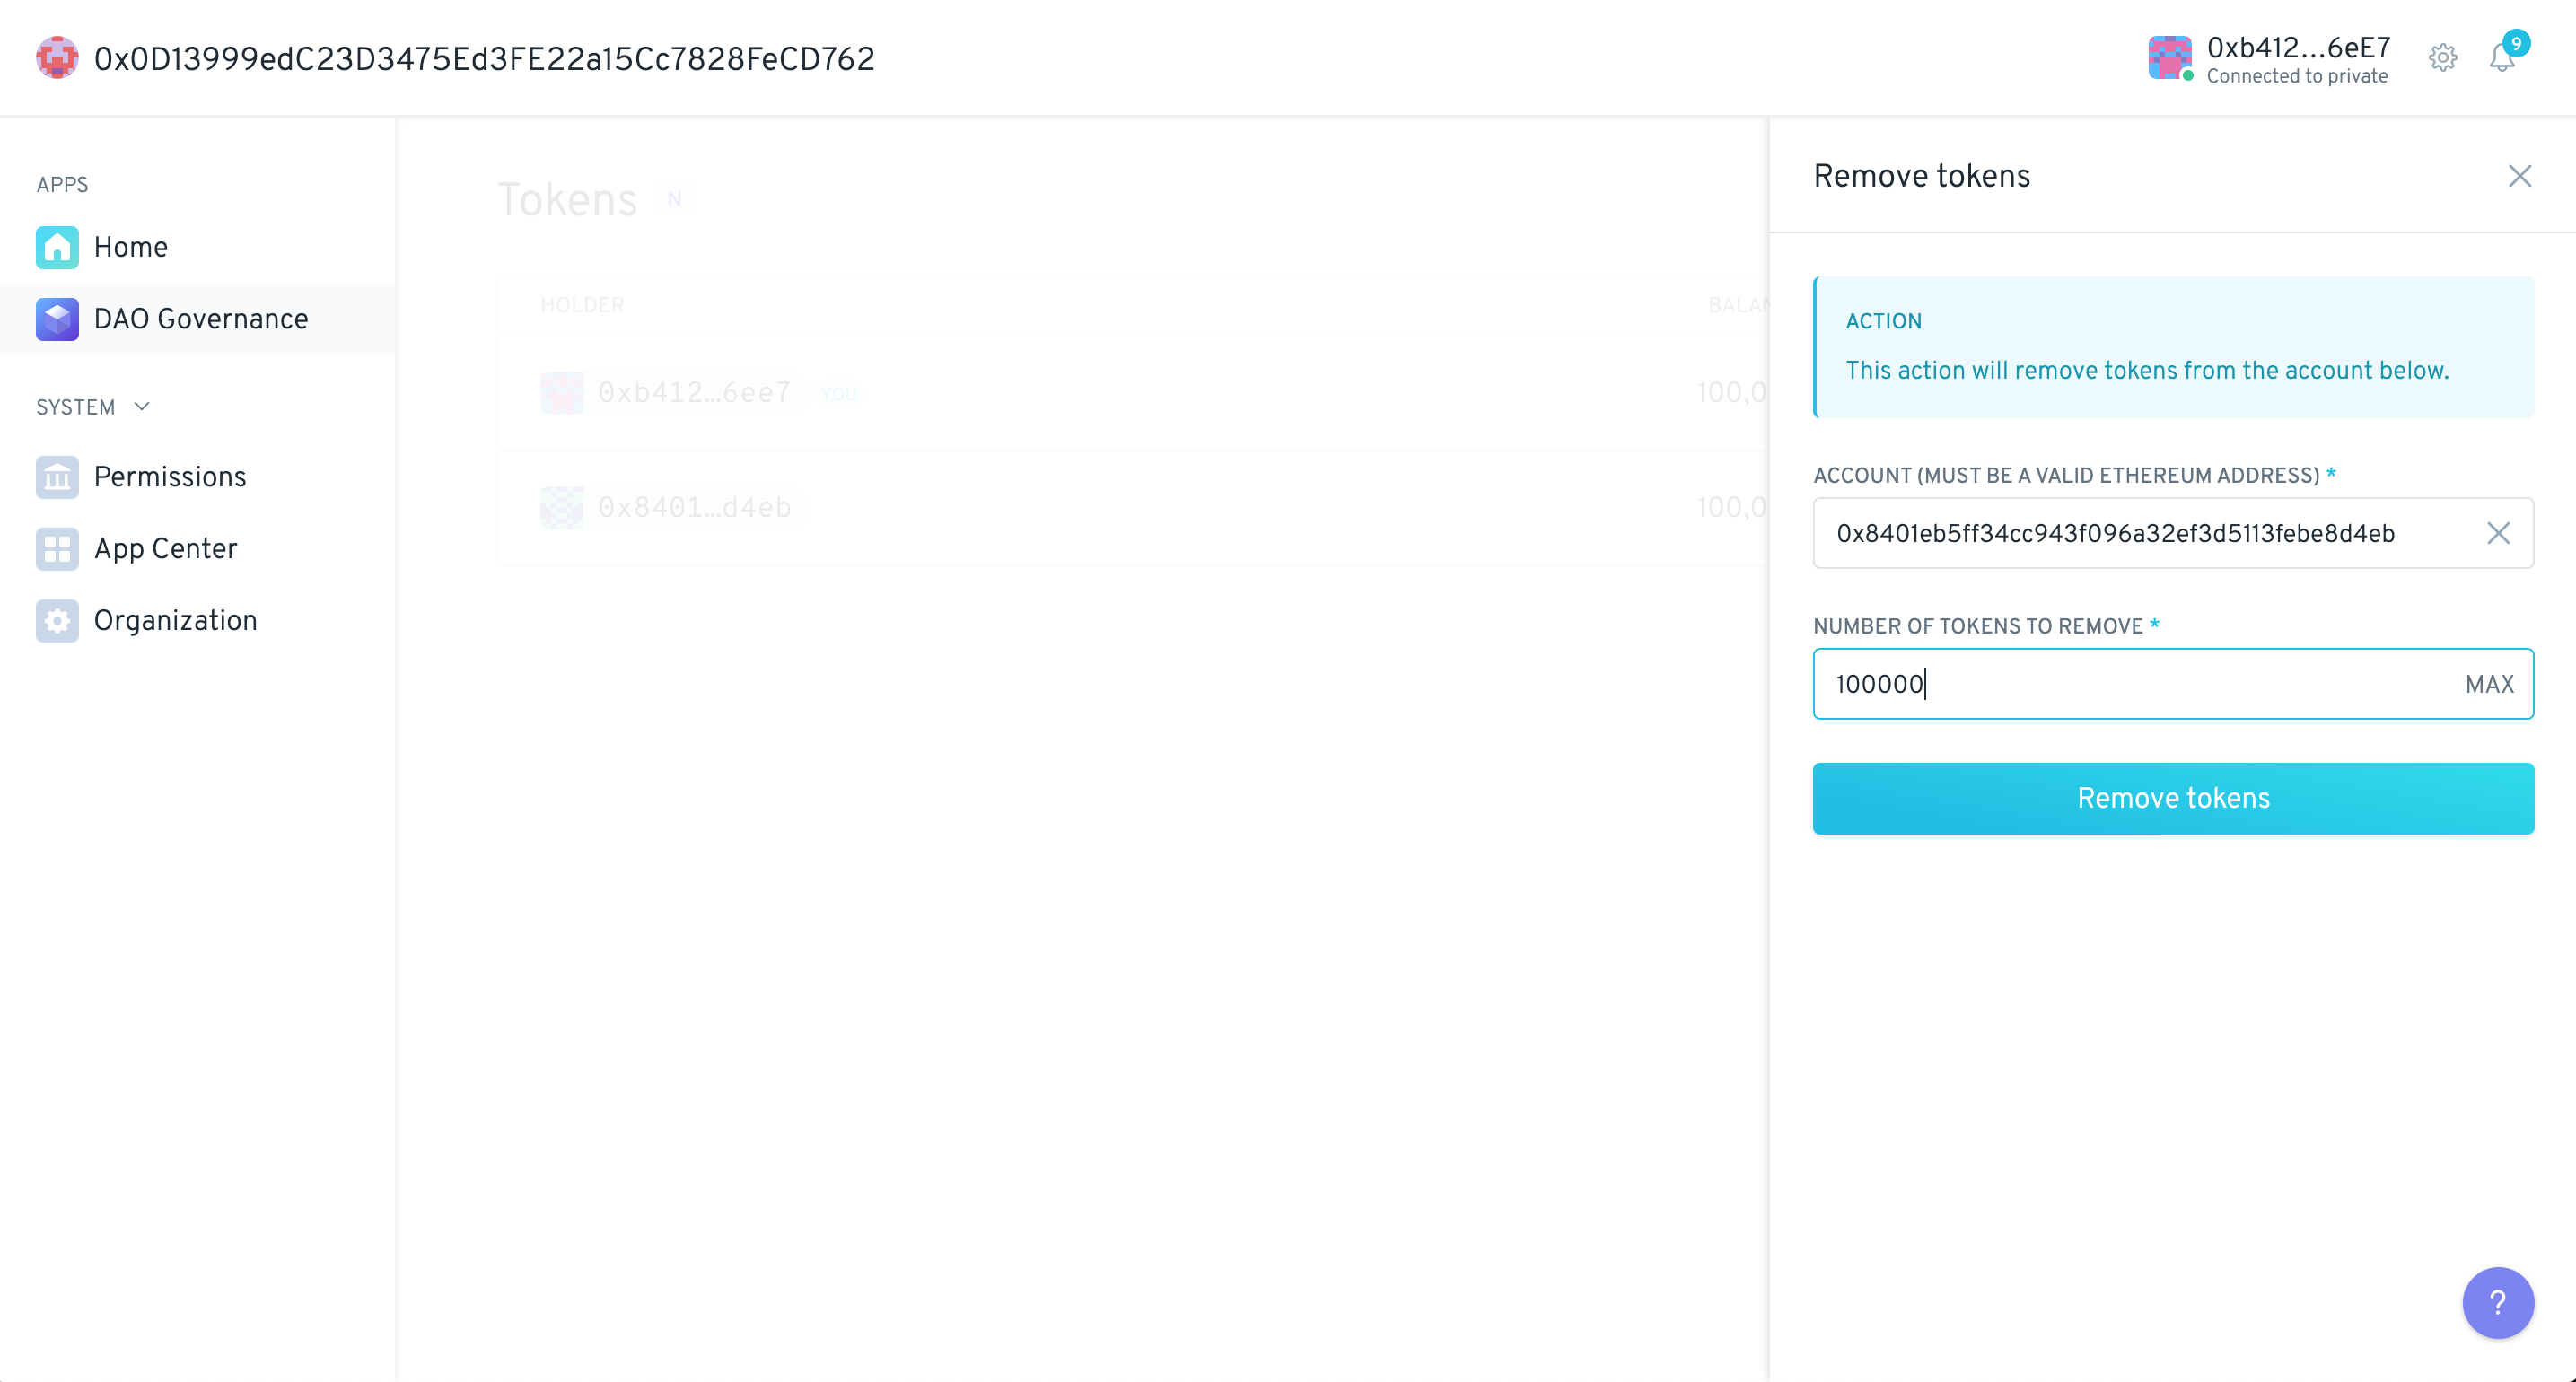 0x0D13999edC23D3475Ed3FE22a15Cc7828FeCD762
0xb412...6eE7
Connected to private
9
APPS
Home
DAO Governance
SYSTEM
Permissions
App Center
Organization
Tokens N
HOLDER BALAN
0xb412…6ee7 YOU 100,0
0x8401…d4eb 100,0
Remove tokens
ACTION
This action will remove tokens from the account below.
ACCOUNT (MUST BE A VALID ETHEREUM ADDRESS) *
0x8401eb5ff34cc943f096a32ef3d5113febe8d4eb
NUMBER OF TOKENS TO REMOVE *
100000 MAX
Remove tokens
?